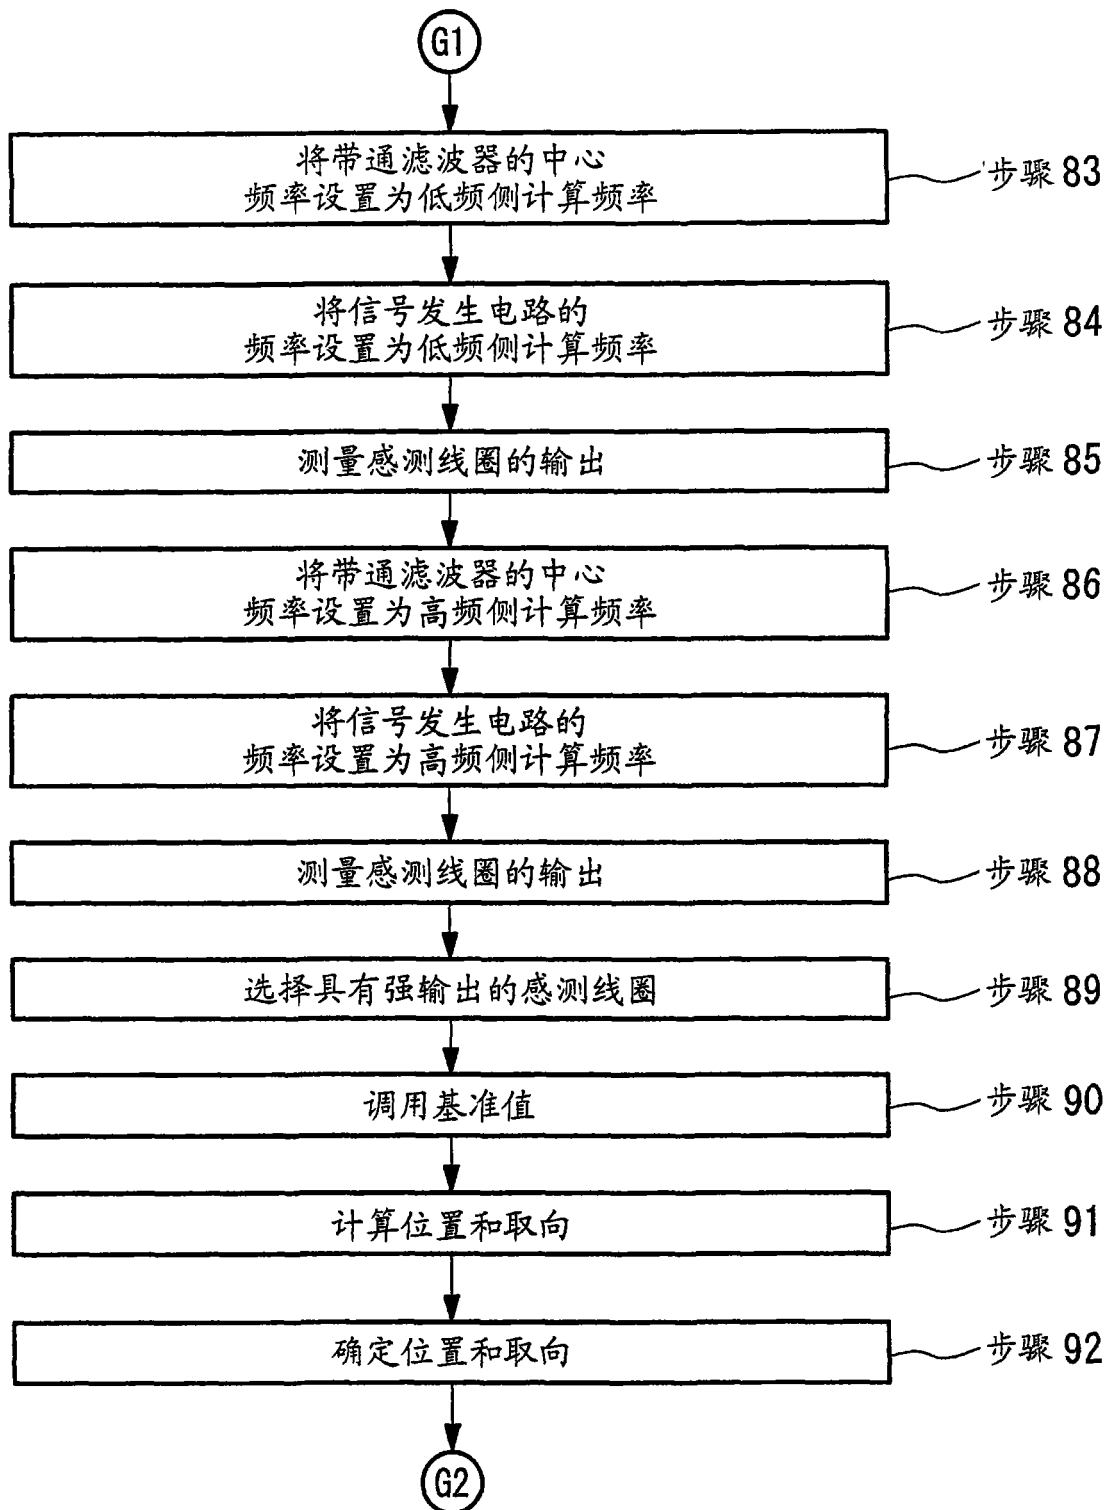 G1
将带通滤波器的中心
频率设置为低频侧计算频率
步骤 83
将信号发生电路的
频率设置为低频侧计算频率
步骤 84
测量感测线圈的输出
步骤 85
将带通滤波器的中心
频率设置为高频侧计算频率
步骤 86
将信号发生电路的
频率设置为高频侧计算频率
步骤 87
测量感测线圈的输出
步骤 88
选择具有强输出的感测线圈
步骤 89
调用基准值
步骤 90
计算位置和取向
步骤 91
确定位置和取向
步骤 92
G2